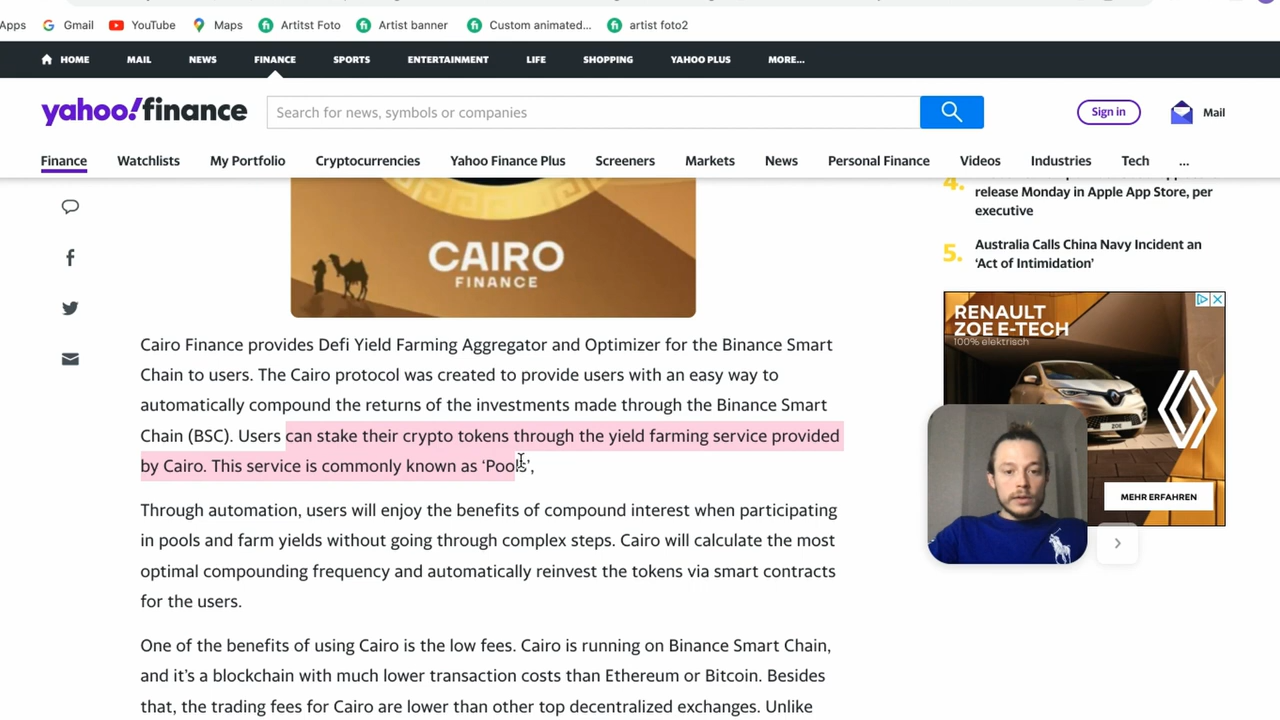 Apps
Gmail
YouTube
Maps
Artitst Foto
Artist banner
Custom animated...
artist foto2
HOME
MAIL
NEWS
FINANCE
SPORTS
ENTERTAINMENT
LIFE
SHOPPING
YAHOO PLUS
MORE...
yahoo!finance
Search for news, symbols or companies
Sign in
Mail
Finance
Watchlists
My Portfolio
Cryptocurrencies
Yahoo Finance Plus
Screeners
Markets
News
Personal Finance
Videos
Industries
Tech
...
CAIRO
FINANCE
Cairo Finance provides Defi Yield Farming Aggregator and Optimizer for the Binance Smart
Chain to users. The Cairo protocol was created to provide users with an easy way to
automatically compound the returns of the investments made through the Binance Smart
Chain (BSC). Users can stake their crypto tokens through the yield farming service provided
by Cairo. This service is commonly known as ‘Pools’,
Through automation, users will enjoy the benefits of compound interest when participating
in pools and farm yields without going through complex steps. Cairo will calculate the most
optimal compounding frequency and automatically reinvest the tokens via smart contracts
for the users.
One of the benefits of using Cairo is the low fees. Cairo is running on Binance Smart Chain,
and it’s a blockchain with much lower transaction costs than Ethereum or Bitcoin. Besides
that, the trading fees for Cairo are lower than other top decentralized exchanges. Unlike
4.
release Monday in Apple App Store, per
executive
5.
Australia Calls China Navy Incident an
‘Act of Intimidation’
RENAULT
ZOE E-TECH
100% elektrisch
ZOE
MEHR ERFAHREN